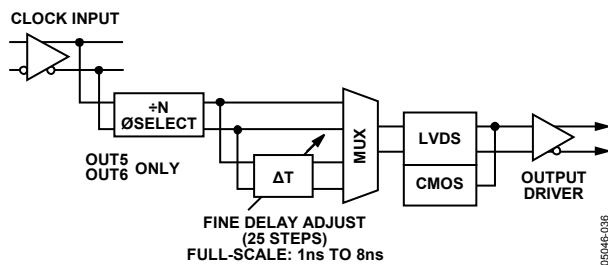 CLOCK INPUT
÷N
ØSELECT
OUT5
OUT6 ONLY
ΔT
MUX
LVDS
CMOS
OUTPUT
DRIVER
FINE DELAY ADJUST
(25 STEPS)
FULL-SCALE: 1ns TO 8ns
05046-036